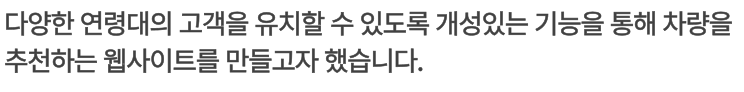 다양한 연령대의 고객을 유치할 수 있도록 개성있는 기능을 통해 차량을
추천하는 웹사이트를 만들고자 했습니다.